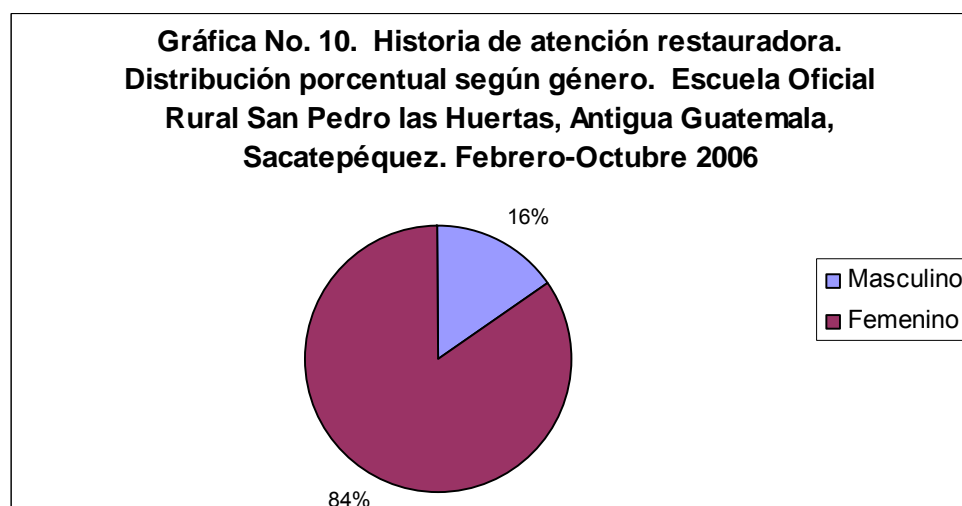 Gráfica No. 10.  Historia de atención restauradora.
Distribución porcentual según género.  Escuela Oficial
Rural San Pedro las Huertas, Antigua Guatemala,
Sacatepéquez. Febrero-Octubre 2006
16%
Masculino
Femenino
84%